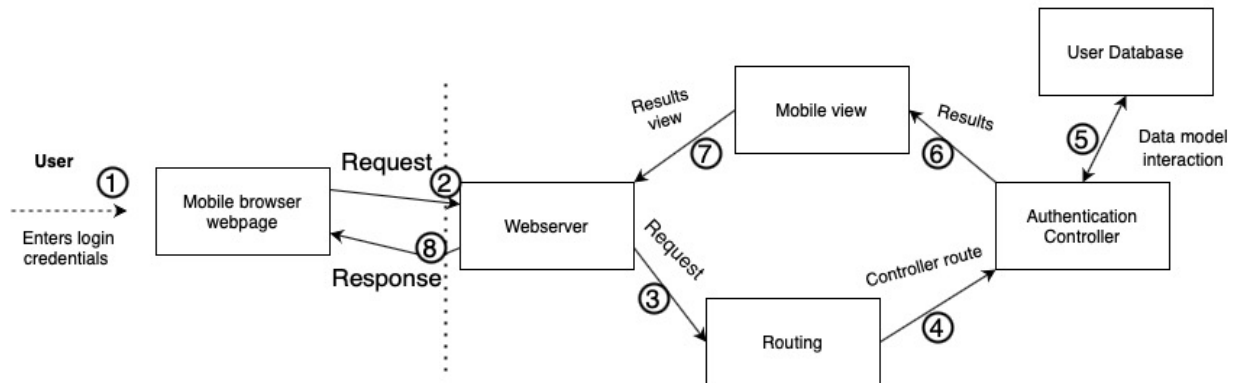 User
①
Enters login
credentials
Mobile browser
webpage
Request
②
Webserver
Request
③
Routing
Controller route
④
Authentication
Controller
User Database
⑤
Data model
interaction
Results
⑥
Mobile view
Results
view
⑦
⑧
Response